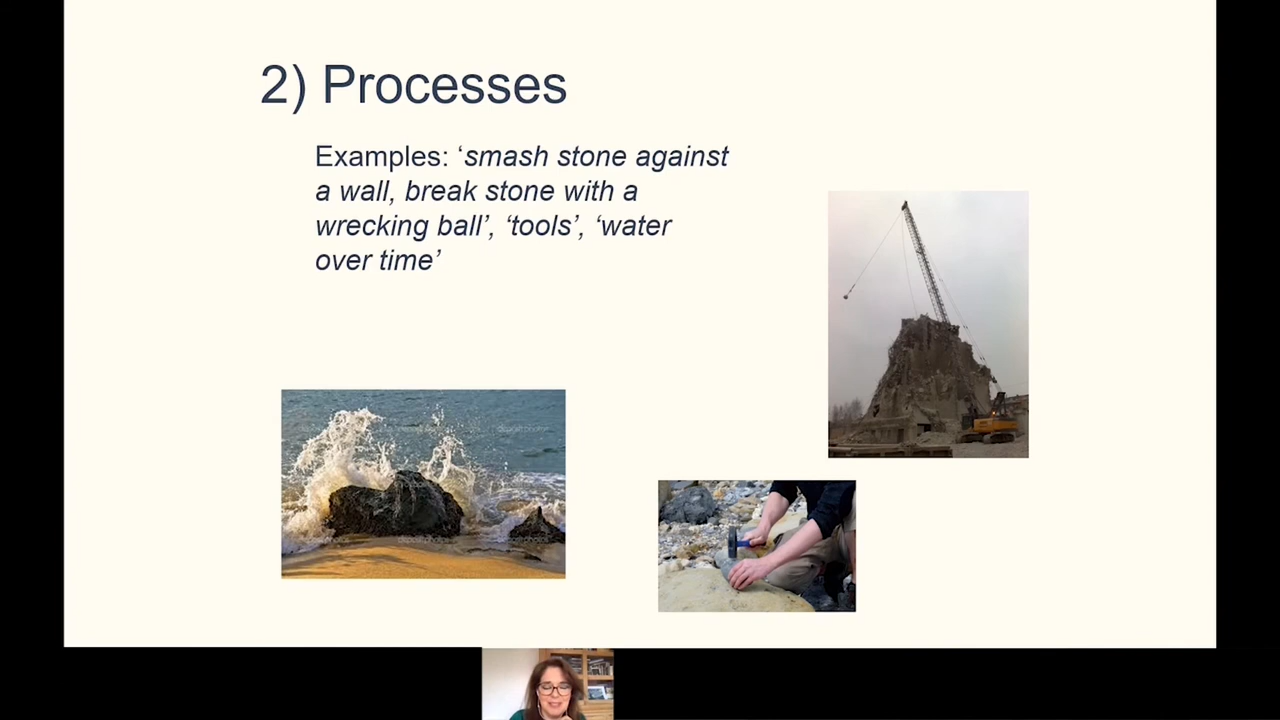 2) Processes
Examples: ‘smash stone against
a wall, break stone with a
wrecking ball’, ‘tools’, ‘water
over time’